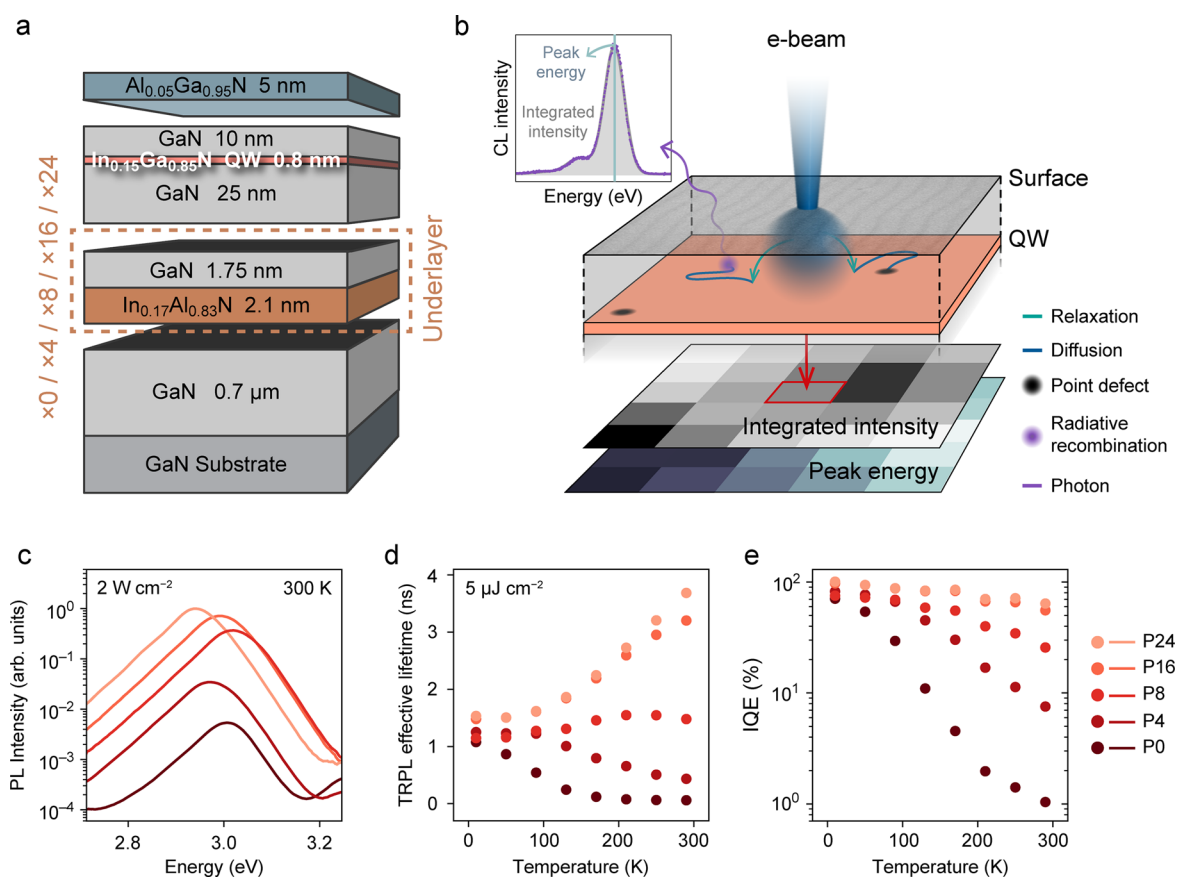 a
Al₀.₀₅Ga₀.₉₅N 5 nm
GaN 10 nm
In₀.₁₅Ga₀.₈₅N QW 0.8 nm
GaN 25 nm
GaN 1.75 nm
In₀.₁₇Al₀.₈₃N 2.1 nm
GaN 0.7 μm
GaN Substrate
×0 / ×4 / ×8 / ×16 / ×24
Underlayer
b
e-beam
CL intensity
Peak
energy
Integrated
intensity
Energy (eV)
Surface
QW
Relaxation
Diffusion
Point defect
Radiative
recombination
Photon
Integrated intensity
Peak energy
c
2 W cm⁻²
300 K
PL Intensity (arb. units)
10⁰
10⁻¹
10⁻²
10⁻³
10⁻⁴
2.8 3.0 3.2
Energy (eV)
d
5 μJ cm⁻²
TRPL effective lifetime (ns)
4
3
2
1
0
0 100 200 300
Temperature (K)
e
IQE (%)
10²
10¹
10⁰
0 100 200 300
Temperature (K)
P24
P16
P8
P4
P0